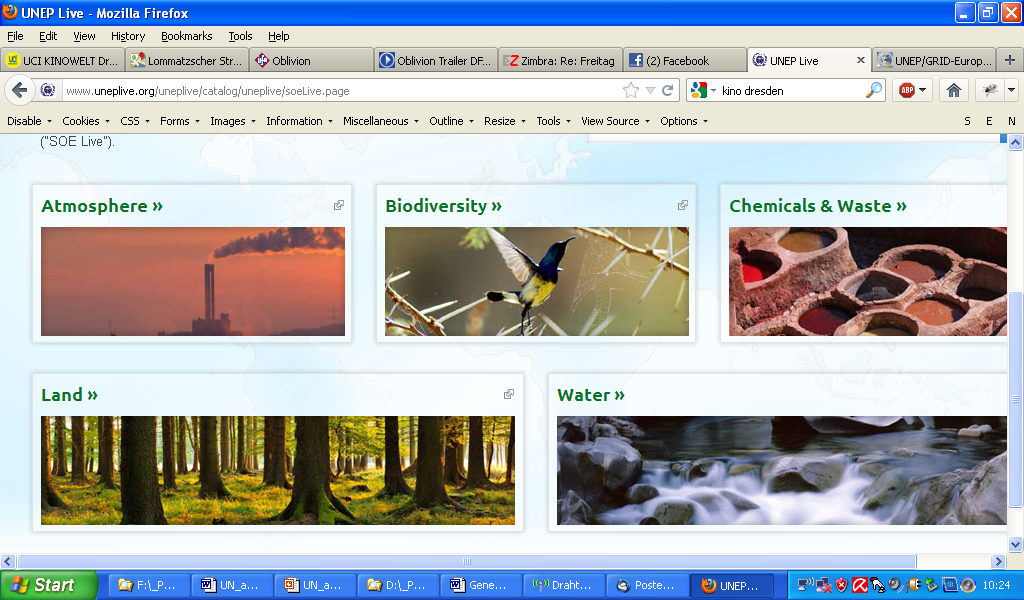 UNEP Live - Mozilla Firefox
File Edit View History Bookmarks Tools Help
UCI KINOWELT Dr... Lommatzscher Str... Oblivion Oblivion Trailer DF... Zimbra: Re: Freitag (2) Facebook UNEP Live UNEP/GRID-Europ...
www.uneplive.org/uneplive/catalog/uneplive/soeLive.page kino dresden ABP
Disable Cookies CSS Forms Images Information Miscellaneous Outline Resize Tools View Source Options S E N
("SOE Live").
Atmosphere » Biodiversity » Chemicals & Waste »
Land » Water »
Start F:\_P... UN_a... UN_a... D:\_P... Gene... Draht... Poste... UNEP... 10:24